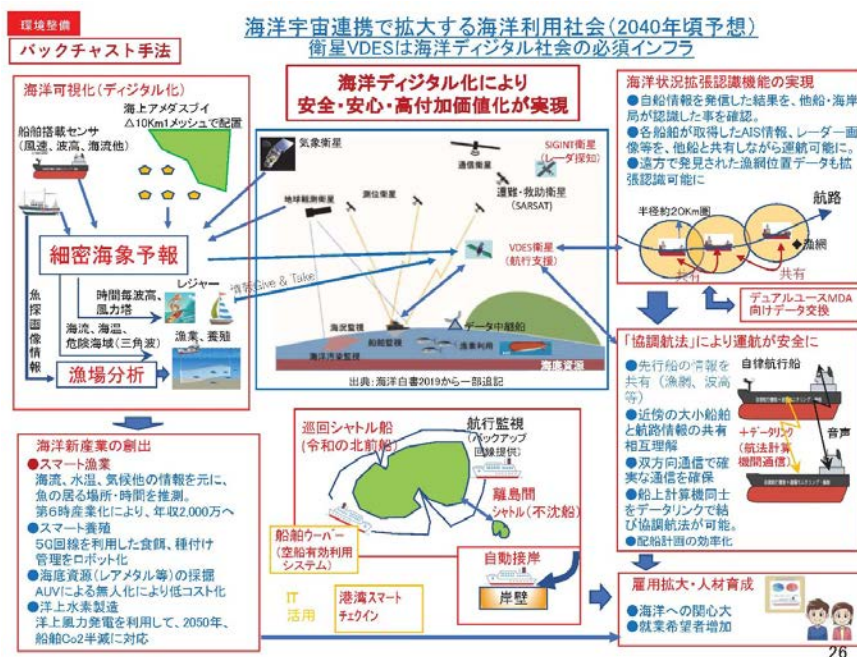 環境整備
バックキャスト手法
海洋宇宙連携で拡大する海洋利用社会(2040年頃予想)
衛星VDESは海洋ディジタル社会の必須インフラ
海洋可視化(ディジタル化)
海上アメダスブイ
△10Km1メッシュで配置
船舶搭載センサ
(風速、波高、海流他)
細密海象予報
魚探画像情報
時間毎波高、
風力塔
レジャー
海流、海温、
危険海域(三角波)
漁業、養殖
漁場分析
情報Give & Take
海洋ディジタル化により
安全・安心・高付加価値化が実現
気象衛星
通信衛星
SIGINT衛星
(レーダ探知)
地球観測衛星
測位衛星
遭難・救助衛星
(SARSAT)
VDES衛星
(航行支援)
海況監視
データ中継船
船舶監視
漁業利用
海洋汚染監視
海底資源
出典:海洋白書2019から一部追記
海洋状況拡張認識機能の実現
●自船情報を発信した結果を、他船・海岸
局が認識した事を確認。
●各船舶が取得したAIS情報、レーダー画
像等を、他船と共有しながら運航可能に。
●遠方で発見された漁網位置データも拡
張認識可能に
半径約20Km圏
航路
◆漁網
共有
共有
デュアルユースMDA
向けデータ交換
「協調航法」により運航が安全に
●先行船の情報を
共有(漁網、波高
等)
●近傍の大小船舶
と航路情報の共有
相互理解
●双方向通信で確
実な通信を確保
●船上計算機同士
をデータリンクで結
び協調航法が可能。
●配船計画の効率化
自律航行船
+データリンク
(航法計算
機間通信)
音声
海洋新産業の創出
●スマート漁業
海流、水温、気候他の情報を元に、
魚の居る場所・時間を推測。
第6時産業化により、年収2,000万へ
●スマート養殖
5G回線を利用した食餌、種付け
管理をロボット化
●海底資源(レアメタル等)の採掘
AUVによる無人化により低コスト化
●洋上水素製造
洋上風力発電を利用して、2050年、
船舶Co2半減に対応
巡回シャトル船
(令和の北前船)
航行監視
(バックアップ
回線提供)
離島間
シャトル(不沈船)
船舶ウーバー
(空船有効利用
システム)
自動接岸
岸壁
IT
活用
港湾スマート
チェクイン
雇用拡大・人材育成
●海洋への関心大
●就業希望者増加
26